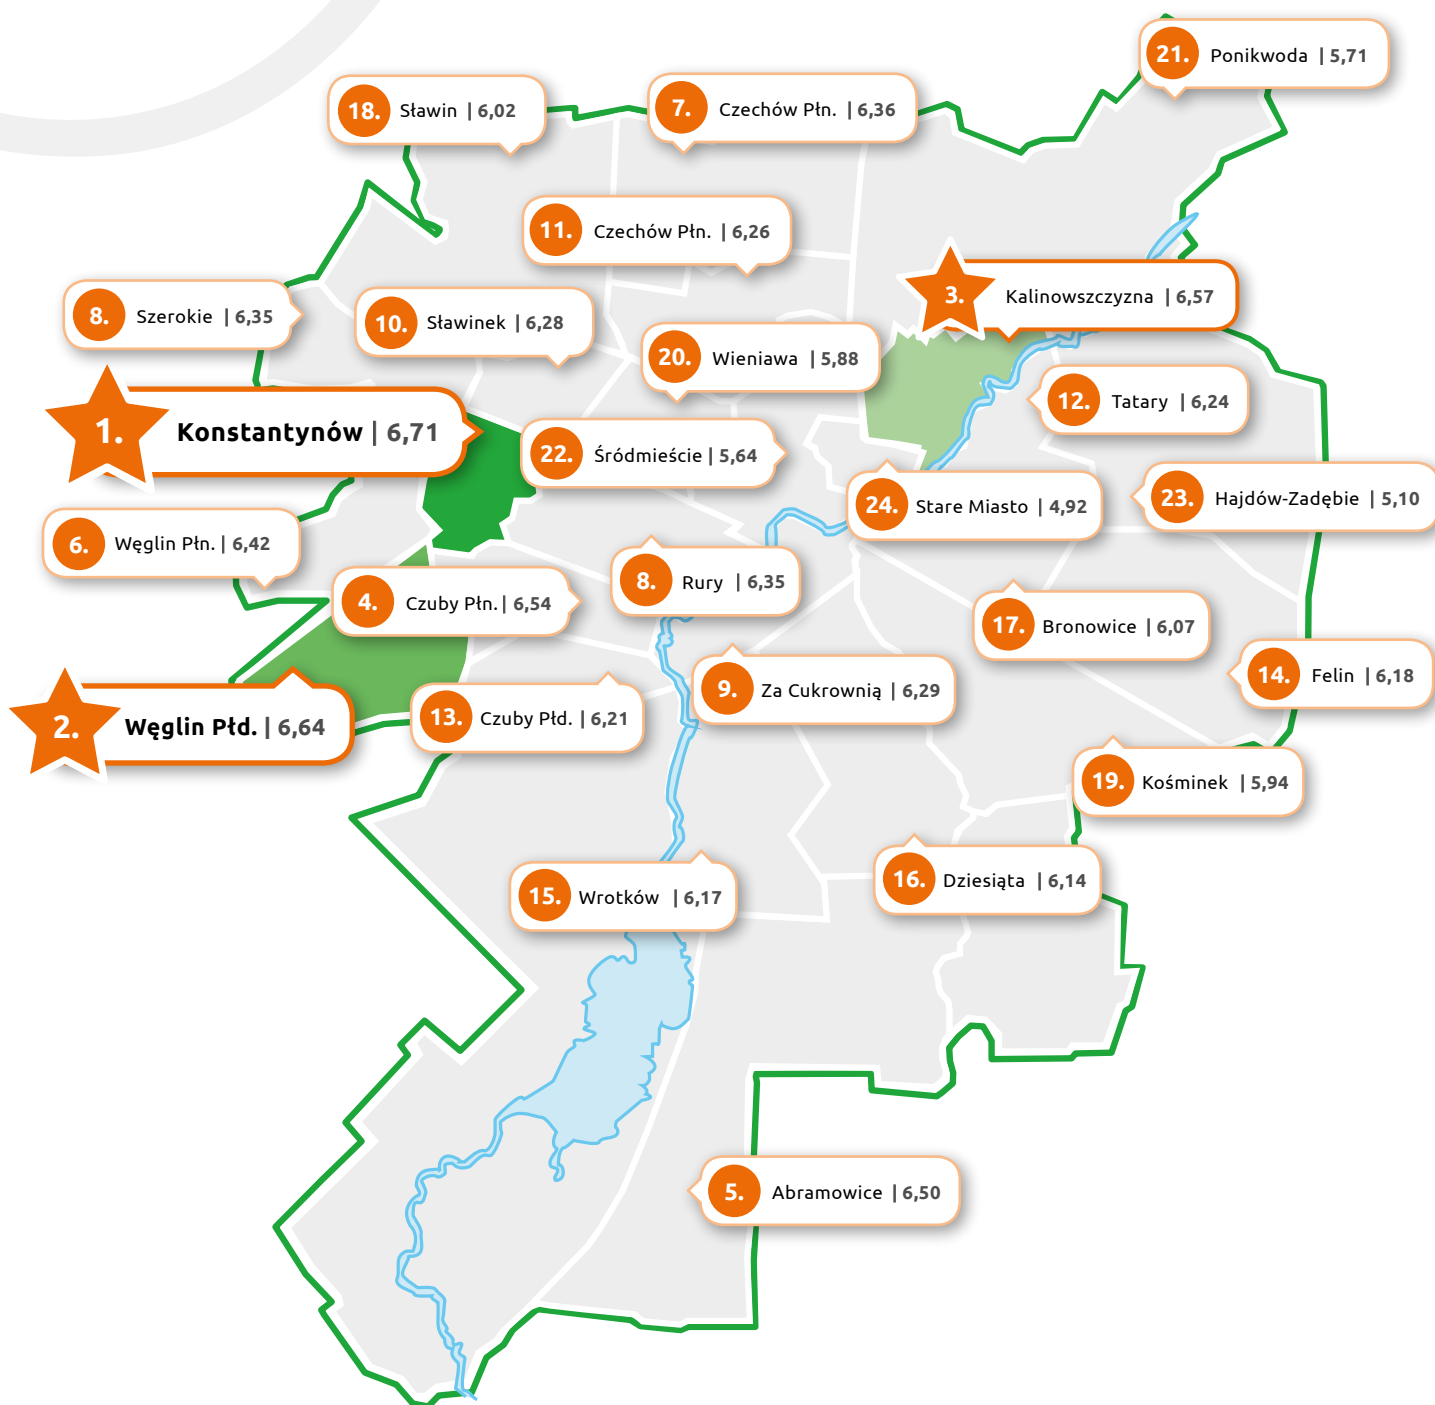 21. Ponikwoda | 5,71
18. Sławin | 6,02
7. Czechów Płn. | 6,36
11. Czechów Płn. | 6,26
3. Kalinowszczyzna | 6,57
8. Szerokie | 6,35
10. Sławinek | 6,28
20. Wieniawa | 5,88
12. Tatary | 6,24
1. Konstantynów | 6,71
22. Śródmieście | 5,64
23. Hajdów-Zadębie | 5,10
24. Stare Miasto | 4,92
6. Węglin Płn. | 6,42
8. Rury | 6,35
4. Czuby Płn. | 6,54
17. Bronowice | 6,07
14. Felin | 6,18
9. Za Cukrownią | 6,29
2. Węglin Płd. | 6,64
13. Czuby Płd. | 6,21
19. Kośminek | 5,94
16. Dziesiąta | 6,14
15. Wrotków | 6,17
5. Abramowice | 6,50